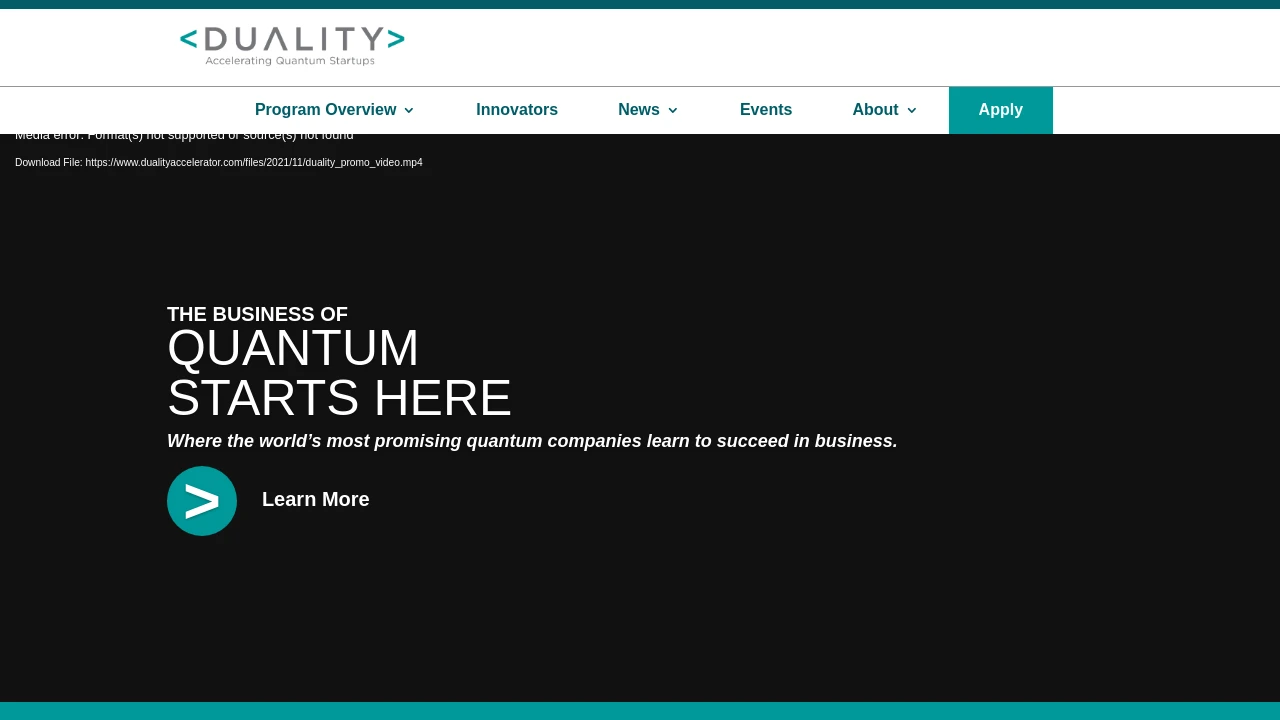 <DUALITY>
Accelerating Quantum Startups
Program Overview
Innovators
News
Events
About
Apply
Media error: Format(s) not supported or source(s) not found
Download File: https://www.dualityaccelerator.com/files/2021/11/duality_promo_video.mp4
THE BUSINESS OF
QUANTUM
STARTS HERE
Where the world’s most promising quantum companies learn to succeed in business.
> Learn More